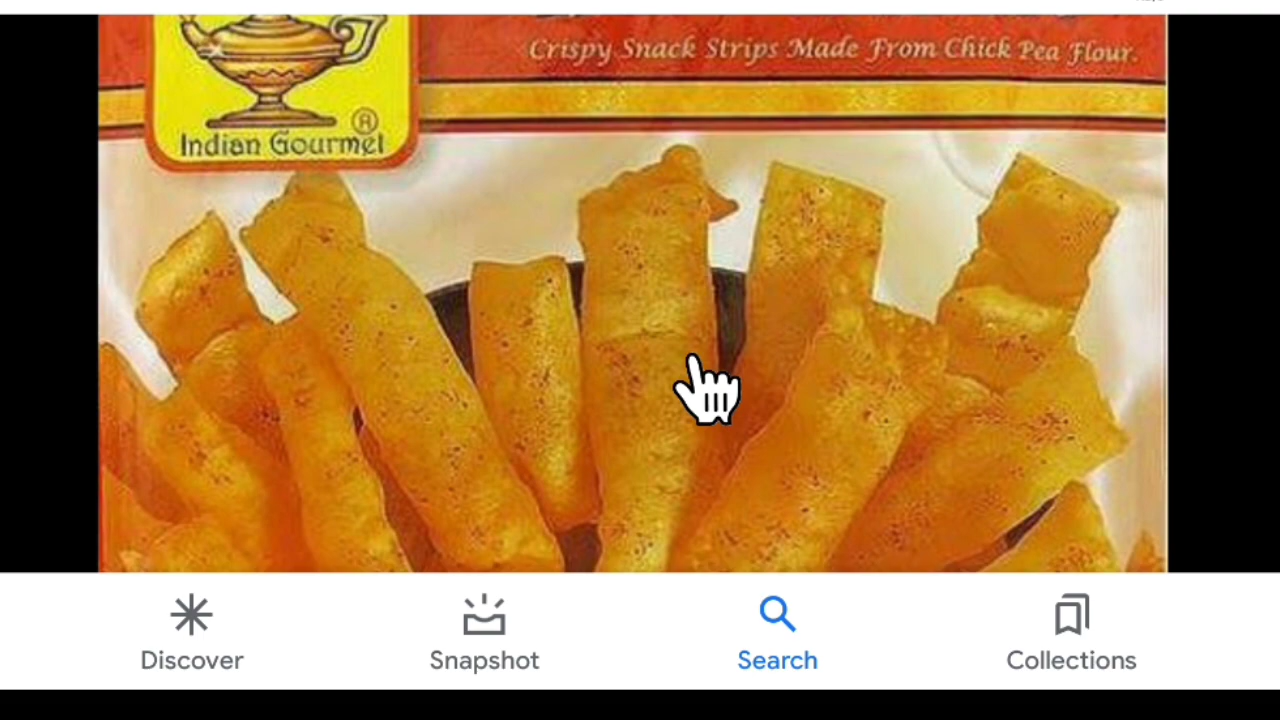 Crispy Snack Strips Made From Chick Pea Flour.
®
Indian Gourmet
Discover Snapshot Search Collections